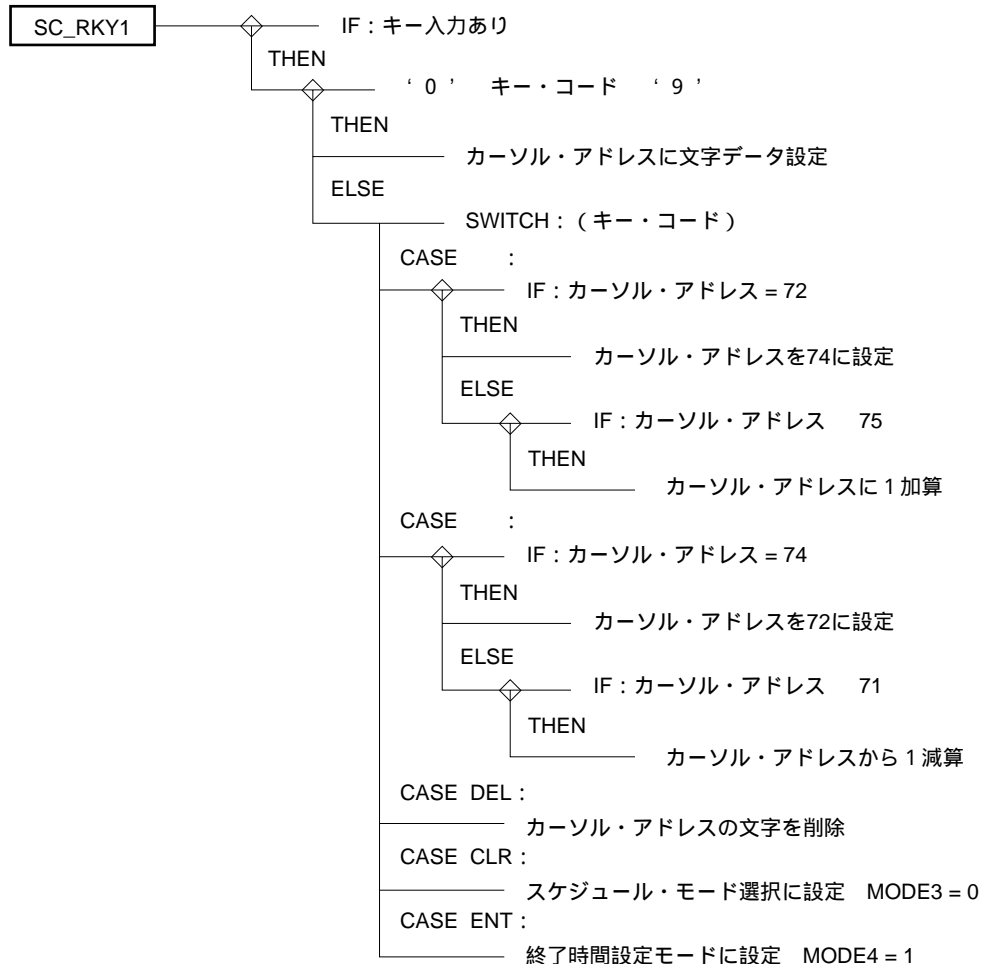 SC_RKY1
IF：キー入力あり
THEN
‘０’ キー・コード ‘９’
THEN
カーソル・アドレスに文字データ設定
ELSE
SWITCH：（キー・コード）
CASE ：
IF：カーソル・アドレス = 72
THEN
カーソル・アドレスを74に設定
ELSE
IF：カーソル・アドレス 75
THEN
カーソル・アドレスに１加算
CASE ：
IF：カーソル・アドレス = 74
THEN
カーソル・アドレスを72に設定
ELSE
IF：カーソル・アドレス 71
THEN
カーソル・アドレスから１減算
CASE DEL：
カーソル・アドレスの文字を削除
CASE CLR：
スケジュール・モード選択に設定 MODE3 = 0
CASE ENT：
終了時間設定モードに設定 MODE4 = 1